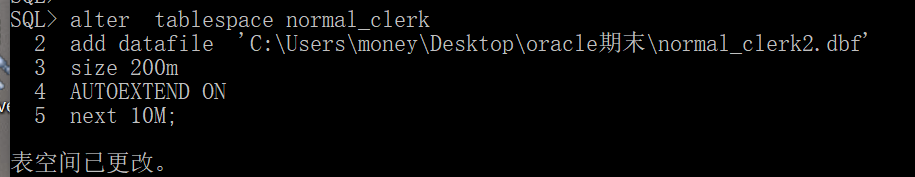 SQL> alter  tablespace normal_clerk
2  add datafile  'C:\Users\money\Desktop\oracle期末\normal_clerk2.dbf'
3  size 200m
4  AUTOEXTEND ON
5  next 10M;
表空间已更改。